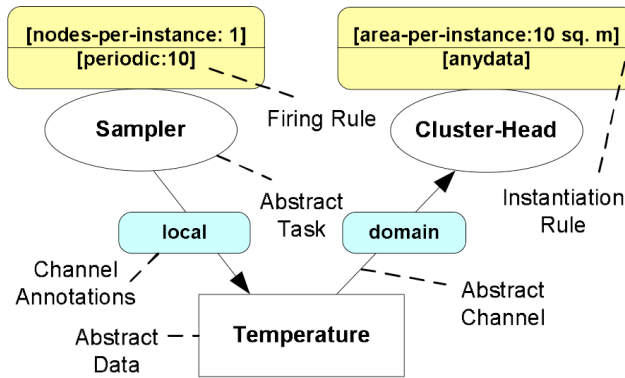 [nodes-per-instance: 1]
[periodic:10]
[area-per-instance:10 sq. m]
[anydata]
Firing Rule
Sampler
Cluster-Head
Instantiation
Rule
Abstract
Task
local
domain
Channel
Annotations
Abstract
Channel
Temperature
Abstract
Data